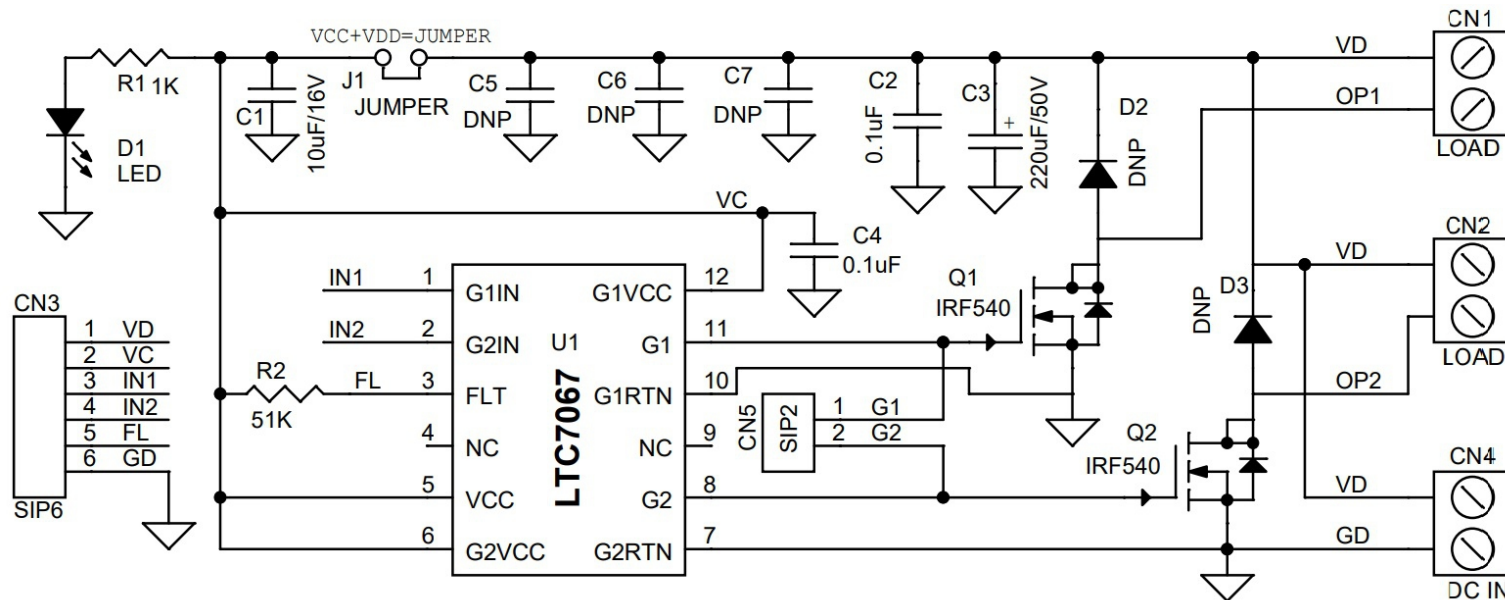 VCC+VDD=JUMPER
R1 1K
D1
LED
C1
10uF/16V
J1
JUMPER
C5
DNP
C6
DNP
C7
DNP
C2
0.1uF
C3
+
220uF/50V
D2
DNP
VD
OP1
CN1
LOAD
VC
C4
0.1uF
CN3
1 VD
2 VC
3 IN1
4 IN2
5 FL
6 GD
SIP6
IN1 1 G1IN
IN2 2 G2IN
R2
51K
FL 3 FLT
4 NC
5 VCC
6 G2VCC
U1
LTC7067
G1VCC 12
G1 11
G1RTN 10
NC 9
G2 8
G2RTN 7
CN5
SIP2
1 G1
2 G2
Q1
IRF540
Q2
IRF540
D3
DNP
VD
OP2
CN2
LOAD
VD
GD
CN4
DC IN